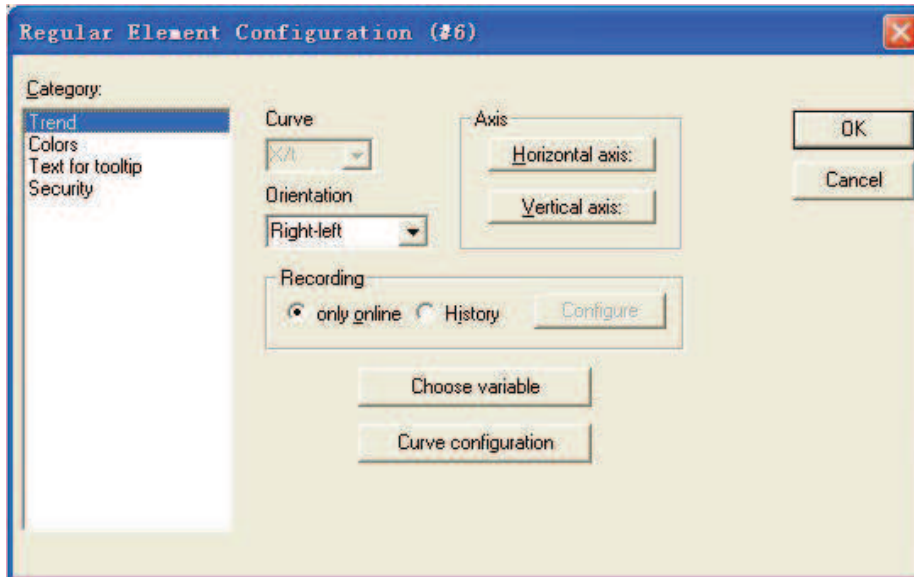 Regular Element Configuration (#6)
Category:
Trend
Colors
Text for tooltip
Security
Curve
X/t
Orientation
Right-left
Axis
Horizontal axis:
Vertical axis:
Recording
only online
History
Configure
Choose variable
Curve configuration
OK
Cancel